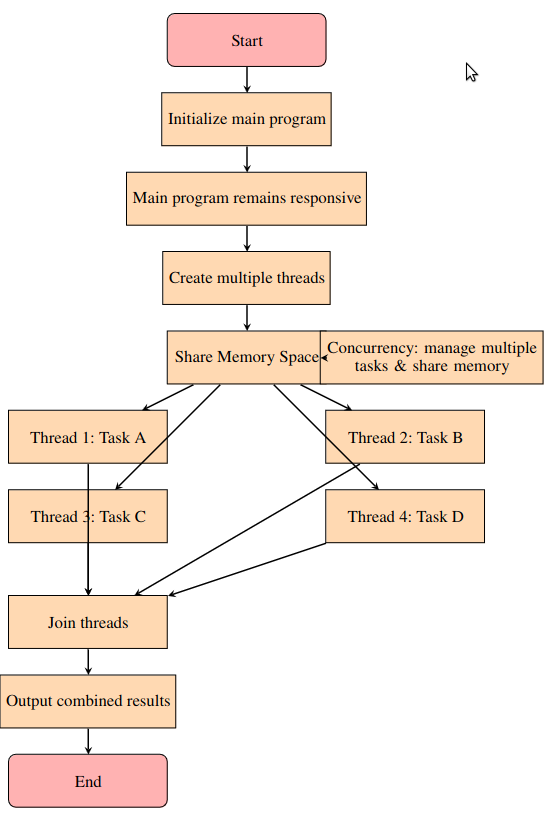 Start
Initialize main program
Main program remains responsive
Create multiple threads
Share Memory Space
Concurrency: manage multiple
tasks & share memory
Thread 1: Task A
Thread 2: Task B
Thread 3: Task C
Thread 4: Task D
Join threads
Output combined results
End